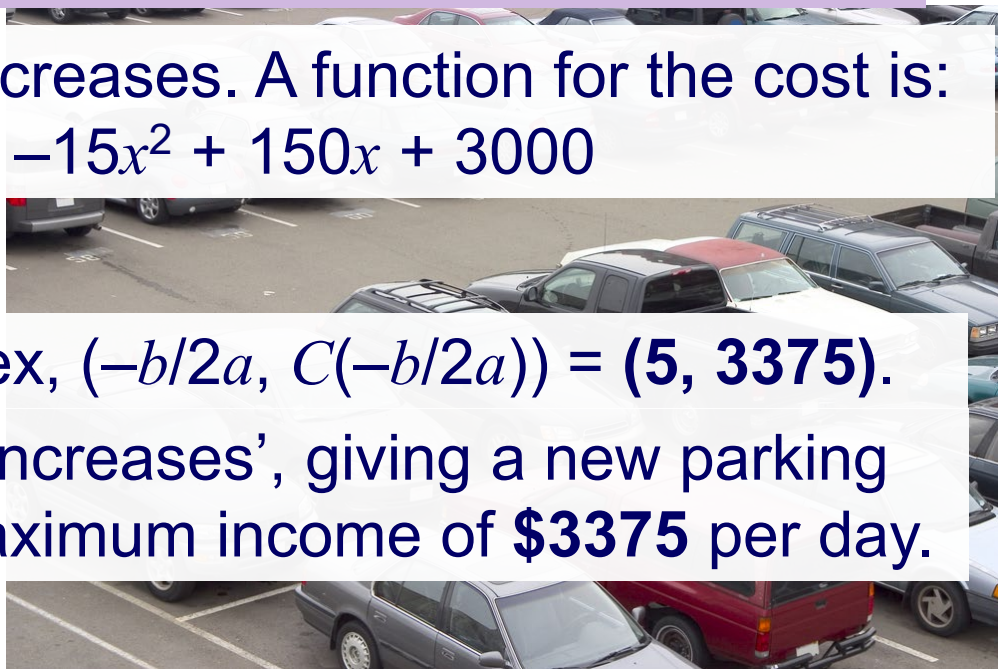 creases. A function for the cost is:
–15x² + 150x + 3000
ex, (–b/2a, C(–b/2a)) = (5, 3375).
ncreases’, giving a new parking
aximum income of $3375 per day.